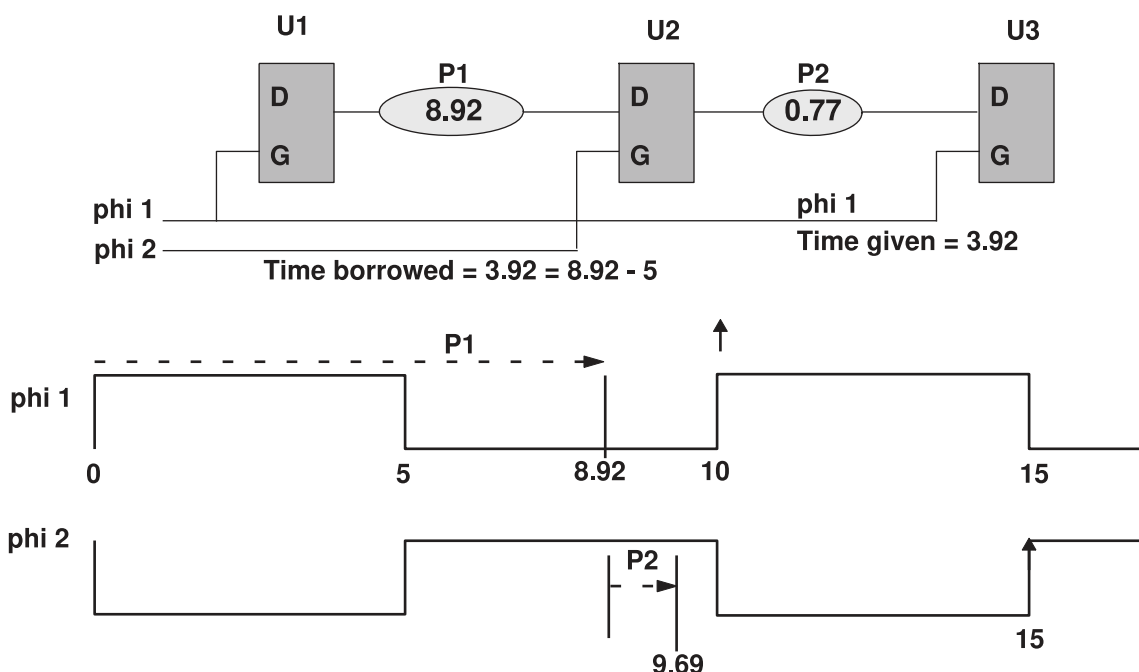 U1
U2
U3
P1
P2
D
8.92
D
0.77
D
G
G
G
phi 1
phi 1
phi 2
Time given = 3.92
Time borrowed = 3.92 = 8.92 - 5
P1
phi 1
0
5
8.92
10
15
phi 2
P2
15
9.69